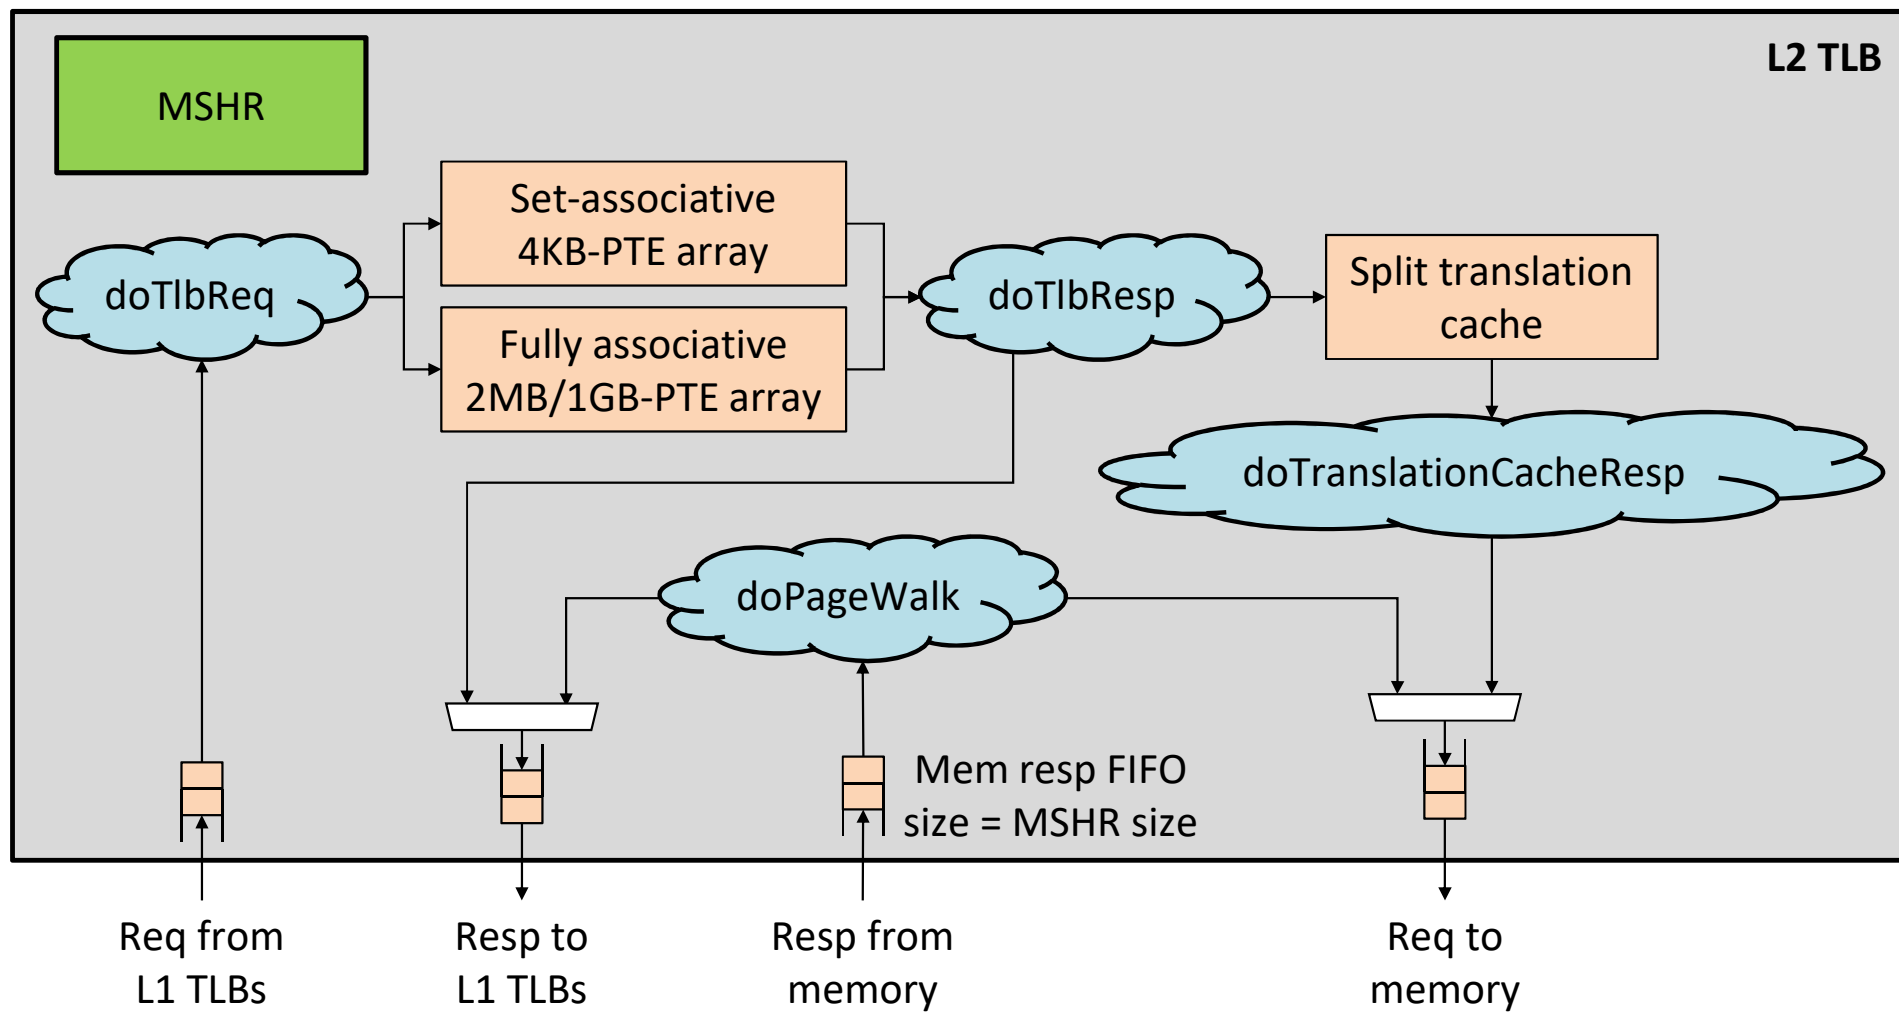 L2 TLB
MSHR
Set-associative
4KB-PTE array
doTlbReq
doTlbResp
Split translation
cache
Fully associative
2MB/1GB-PTE array
doTranslationCacheResp
doPageWalk
Mem resp FIFO
size = MSHR size
Req from
L1 TLBs
Resp to
L1 TLBs
Resp from
memory
Req to
memory